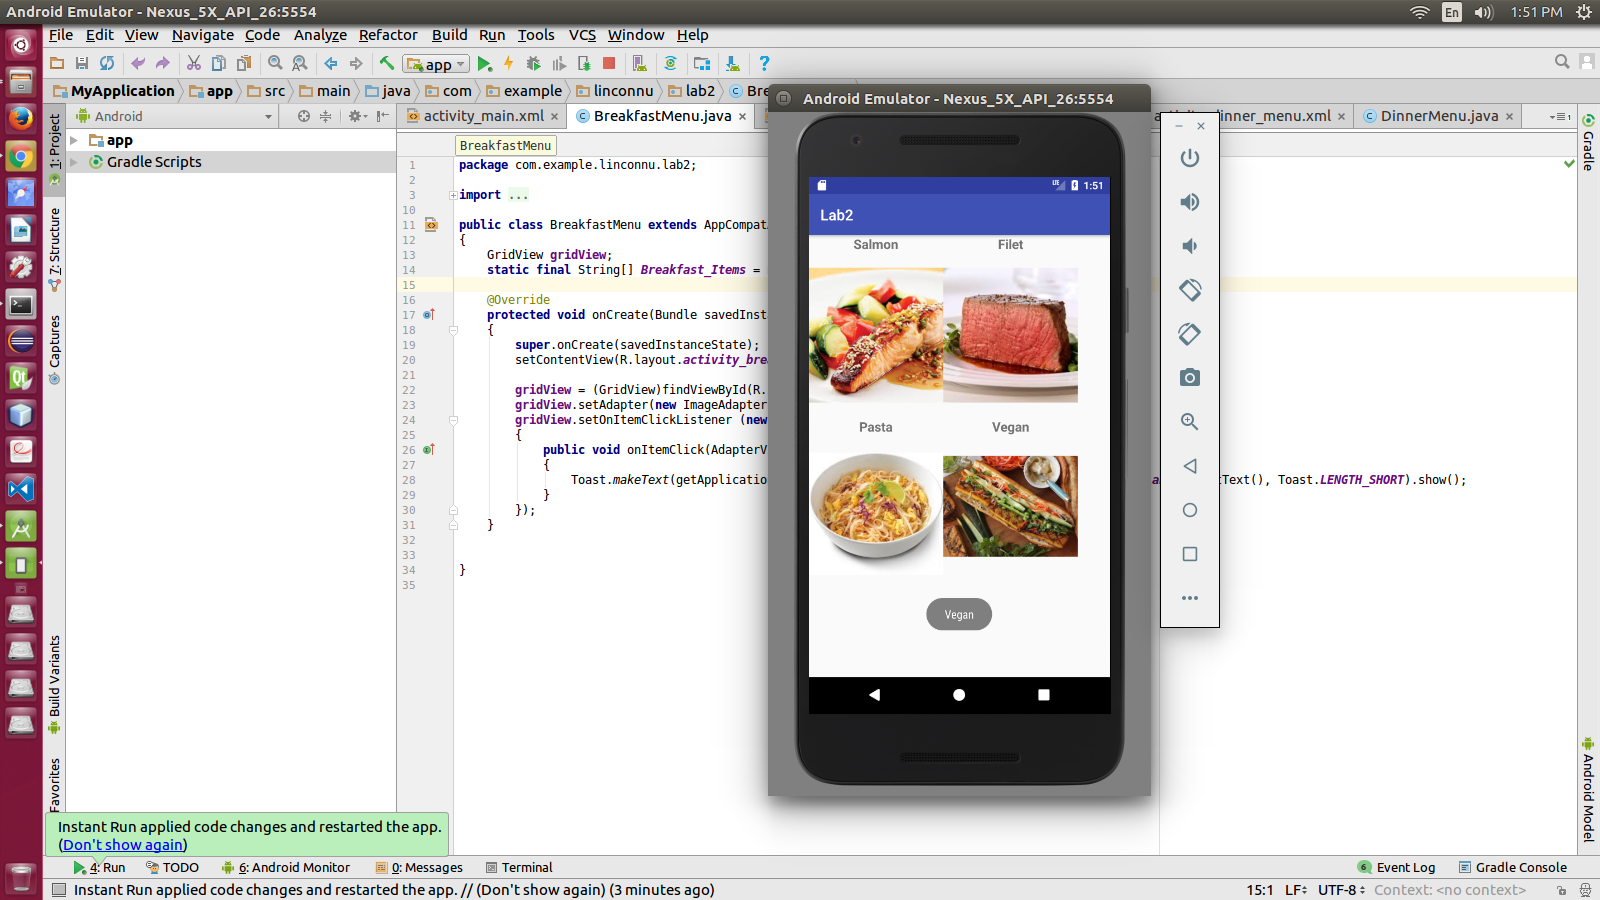 Android Emulator - Nexus_5X_API_26:5554
En
1:51 PM
File Edit View Navigate Code Analyze Refactor Build Run Tools VCS Window Help
app
MyApplication app src main java com example linconnu lab2 Bre
Android
activity_main.xml
BreakfastMenu.java
inner_menu.xml
DinnerMenu.java
1: Project
7: Structure
Captures
Build Variants
Favorites
app
Gradle Scripts
BreakfastMenu
1 package com.example.linconnu.lab2;
2
3 import ...
10
11 public class BreakfastMenu extends AppCompat
12 {
13 GridView gridView;
14 static final String[] Breakfast_Items =
15
16 @Override
17 protected void onCreate(Bundle savedInst
18 {
19 super.onCreate(savedInstanceState);
20 setContentView(R.layout.activity_bre
21
22 gridView = (GridView)findViewById(R.
23 gridView.setAdapter(new ImageAdapter
24 gridView.setOnItemClickListener (new
25 {
26 public void onItemClick(AdapterV
27 {
28 Toast.makeText(getApplicatio
Text(), Toast.LENGTH_SHORT).show();
29 }
30 });
31 }
32
33
34 }
35
Android Emulator - Nexus_5X_API_26:5554
LTE
1:51
Lab2
Salmon Filet
Pasta Vegan
Vegan
Gradle
Android Model
Instant Run applied code changes and restarted the app.
(Don't show again)
4: Run TODO 6: Android Monitor 0: Messages Terminal
6 Event Log Gradle Console
Instant Run applied code changes and restarted the app. // (Don't show again) (3 minutes ago)
15:1 LF UTF-8 Context: <no context>